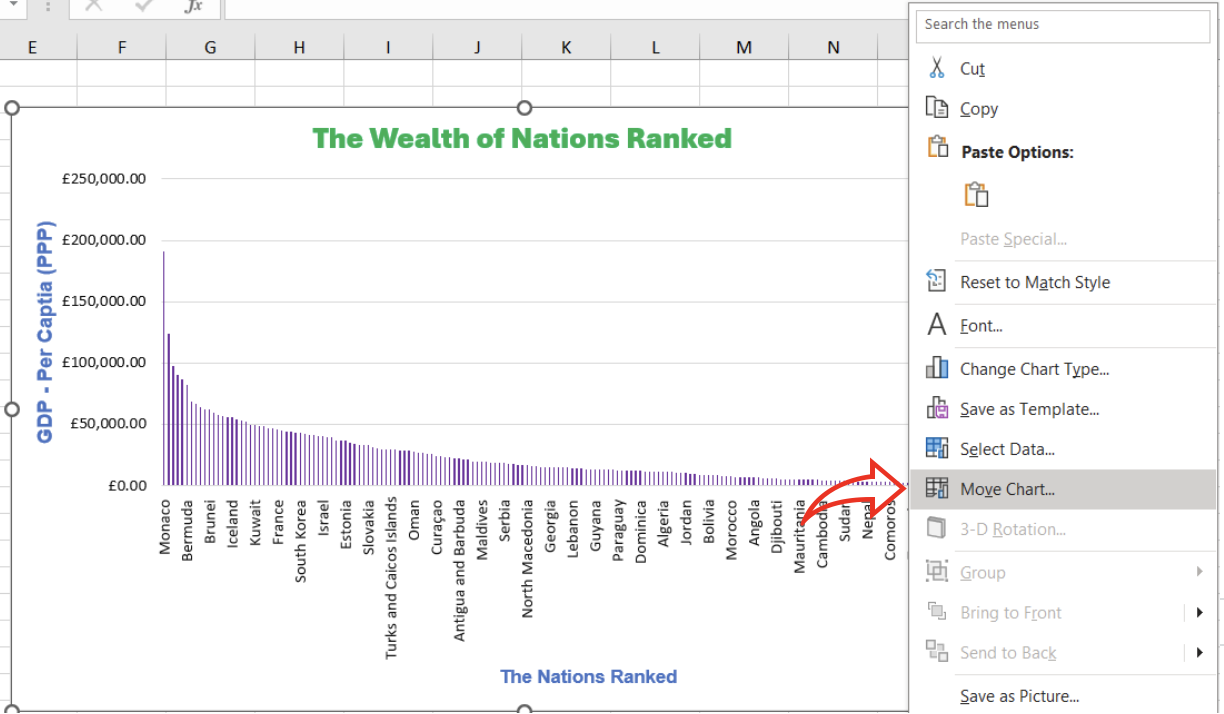 fx
E F G H I J K L M N
The Wealth of Nations Ranked
GDP - Per Captia (PPP)
£250,000.00
£200,000.00
£150,000.00
£100,000.00
£50,000.00
£0.00
Monaco
Bermuda
Brunei
Iceland
Kuwait
France
South Korea
Israel
Estonia
Slovakia
Turks and Caicos Islands
Oman
Curaçao
Antigua and Barbuda
Maldives
Serbia
North Macedonia
Georgia
Lebanon
Guyana
Paraguay
Dominica
Algeria
Jordan
Bolivia
Morocco
Angola
Djibouti
Mauritania
Cambodia
Sudan
Nepal
Comoros
The Nations Ranked
Search the menus
Cut
Copy
Paste Options:
Paste Special...
Reset to Match Style
Font...
Change Chart Type...
Save as Template...
Select Data...
Move Chart...
3-D Rotation...
Group
Bring to Front
Send to Back
Save as Picture...